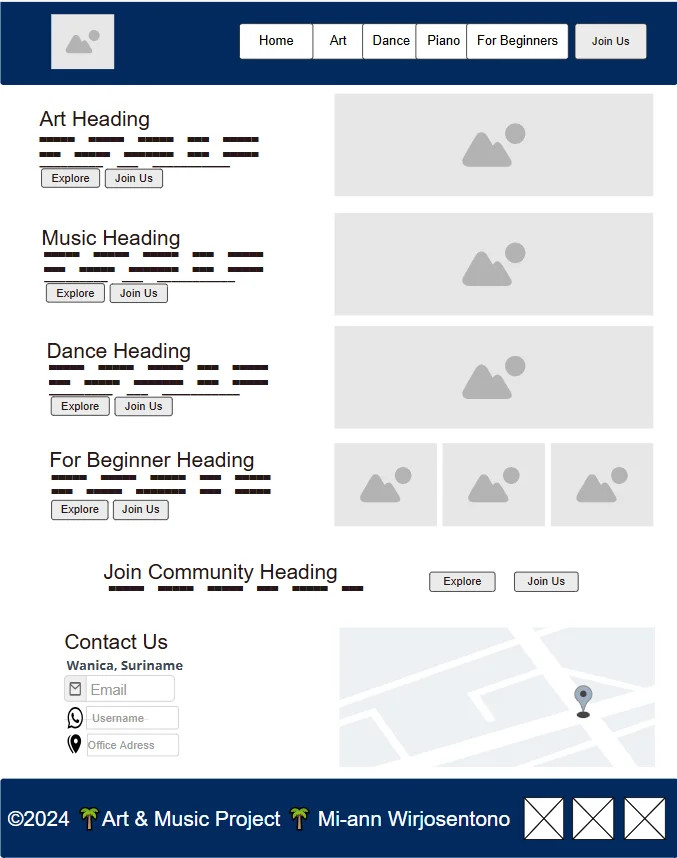 Home Art Dance Piano For Beginners Join Us
Art Heading
Explore Join Us
Music Heading
Explore Join Us
Dance Heading
Explore Join Us
For Beginner Heading
Explore Join Us
Join Community Heading
Explore Join Us
Contact Us
Wanica, Suriname
Email
Username
Office Adress
©2024 🌴Art & Music Project 🌴 Mi-ann Wirjosentono